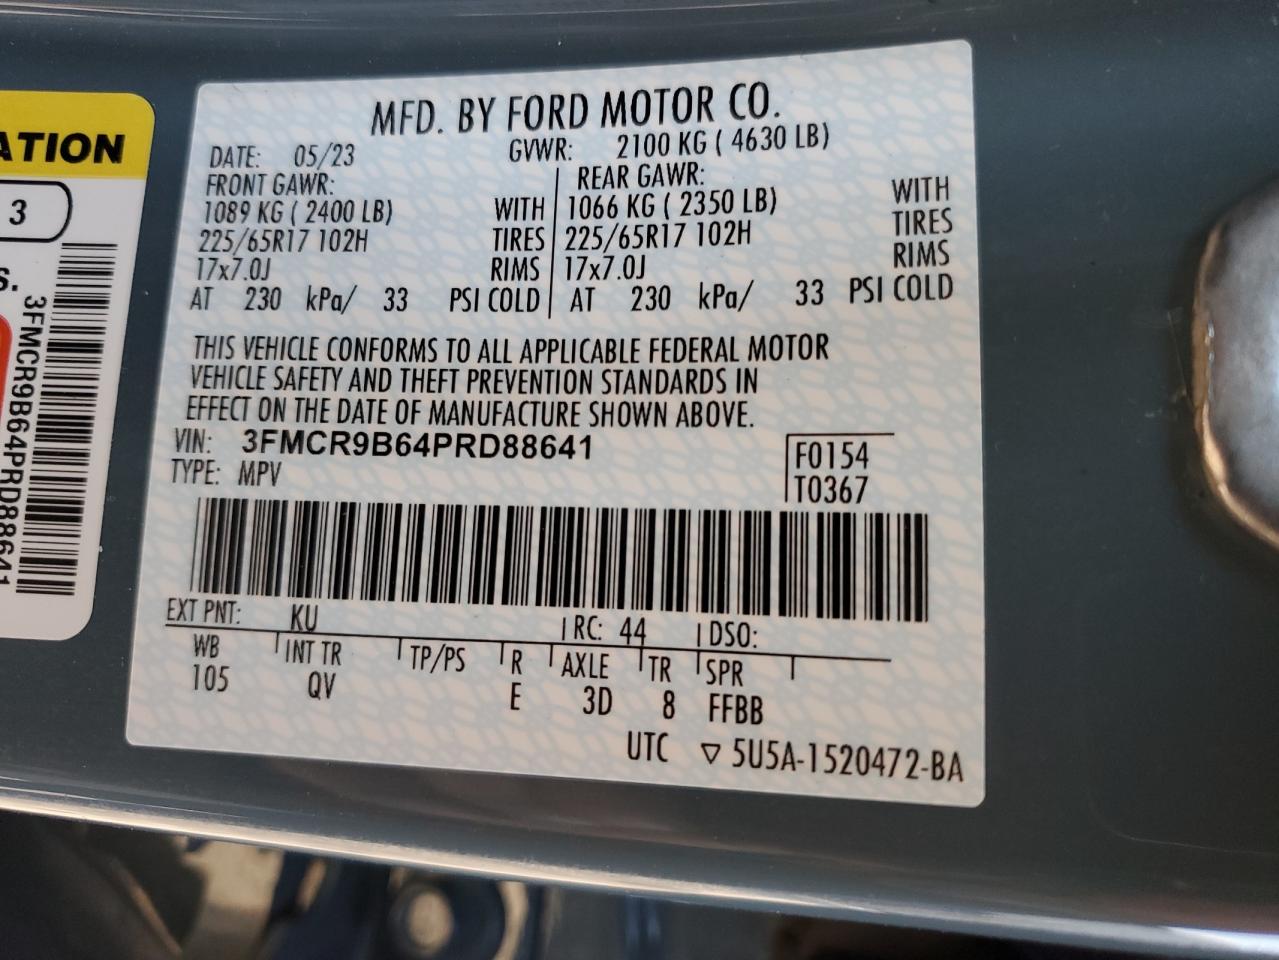 ATION
3
S.
3FMCR9B64PRD88641
MFD. BY FORD MOTOR CO.
DATE: 05/23 GVWR: 2100 KG ( 4630 LB)
FRONT GAWR: REAR GAWR:
1089 KG ( 2400 LB) WITH 1066 KG ( 2350 LB) WITH
225/65R17 102H TIRES 225/65R17 102H TIRES
17x7.0J RIMS 17x7.0J RIMS
AT 230 kPa/ 33 PSI COLD AT 230 kPa/ 33 PSI COLD
THIS VEHICLE CONFORMS TO ALL APPLICABLE FEDERAL MOTOR
VEHICLE SAFETY AND THEFT PREVENTION STANDARDS IN
EFFECT ON THE DATE OF MANUFACTURE SHOWN ABOVE.
VIN: 3FMCR9B64PRD88641 F0154
TYPE: MPV T0367
EXT PNT: KU RC: 44 DSO:
WB INT TR TP/PS R AXLE TR SPR
105 QV E 3D 8 FFBB
UTC ▽ 5U5A-1520472-BA